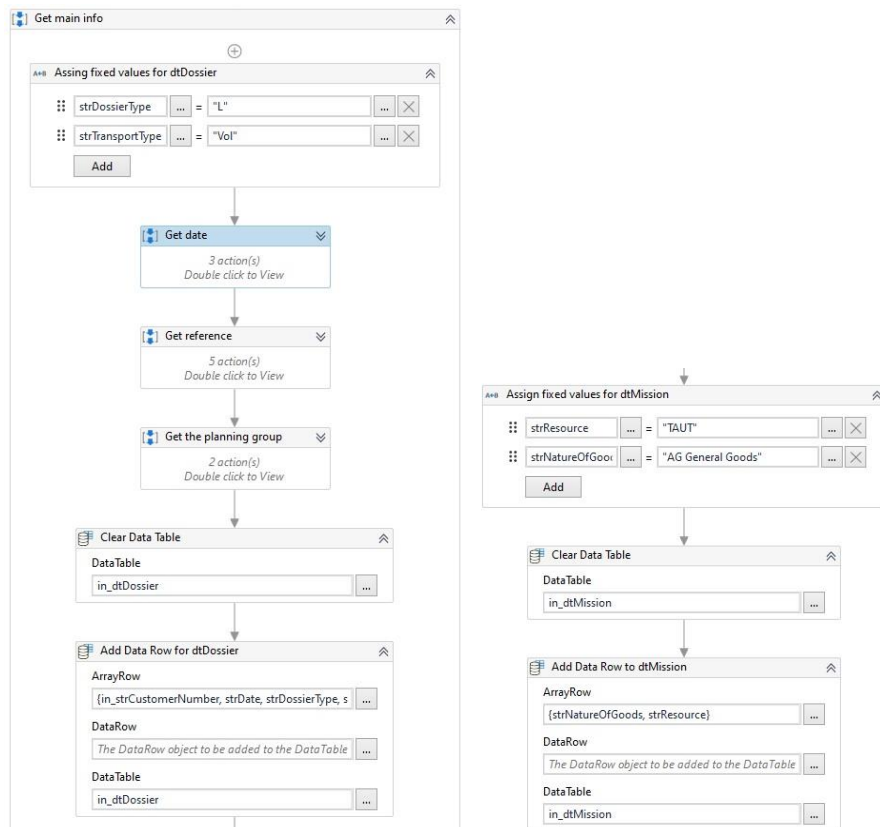 Get main info
A*B Assing fixed values for dtDossier
strDossierType ... = "L" ...
strTransportType ... = "Vol" ...
Add
Get date
3 action(s)
Double click to View
Get reference
5 action(s)
Double click to View
Get the planning group
2 action(s)
Double click to View
Clear Data Table
DataTable
in_dtDossier ...
Add Data Row for dtDossier
ArrayRow
{in_strCustomerNumber, strDate, strDossierType, s ...
DataRow
The DataRow object to be added to the DataTable ...
DataTable
in_dtDossier ...
A*B Assign fixed values for dtMission
strResource ... = "TAUT" ...
strNatureOfGoo ... = "AG General Goods" ...
Add
Clear Data Table
DataTable
in_dtMission ...
Add Data Row to dtMission
ArrayRow
{strNatureOfGoods, strResource} ...
DataRow
The DataRow object to be added to the DataTable ...
DataTable
in_dtMission ...